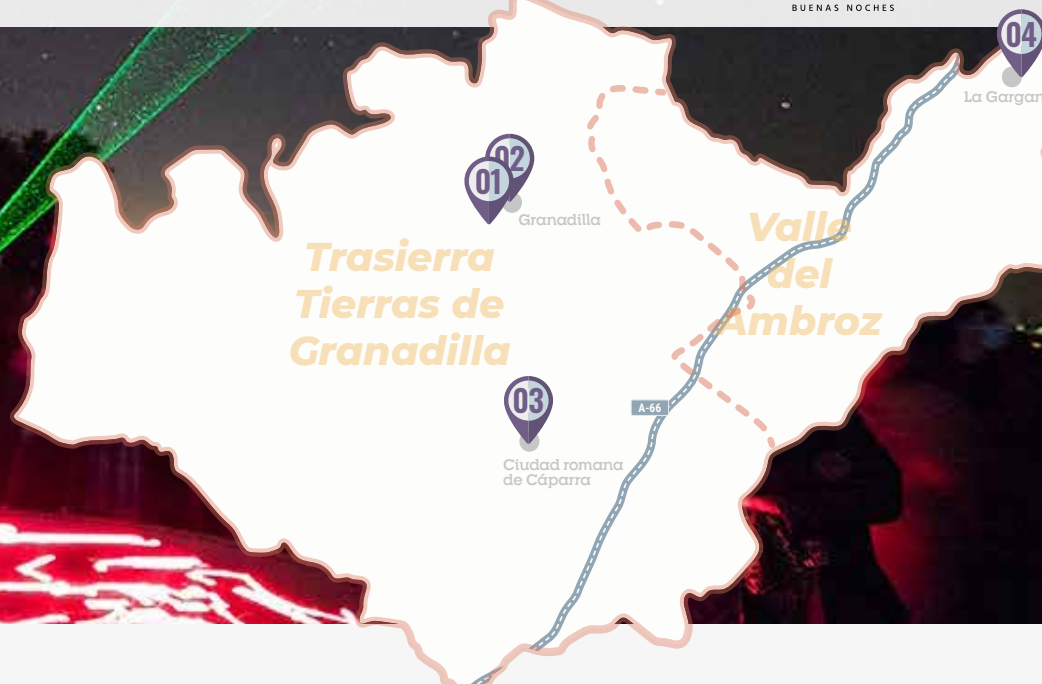 BUENAS NOCHES
04
La Gargan
02
01
Granadilla
Trasierra
Tierras de
Granadilla
Valle
del
Ambroz
03
A-66
Ciudad romana
de Cáparra